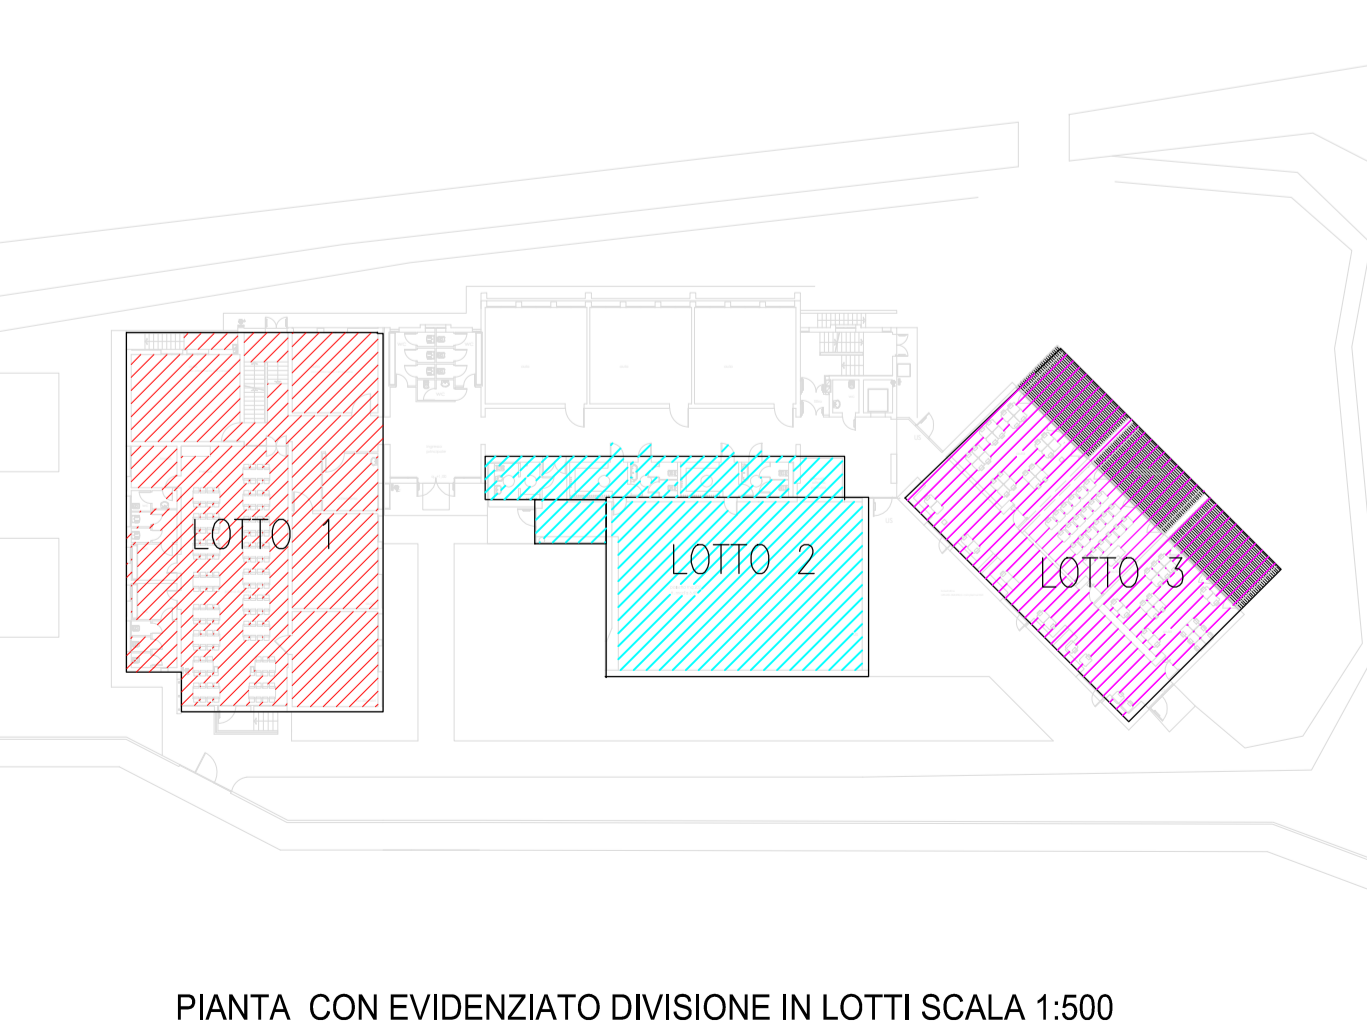 LOTTO 1
LOTTO 2
LOTTO 3
PIANTA CON EVIDENZIATO DIVISIONE IN LOTTI SCALA 1:500